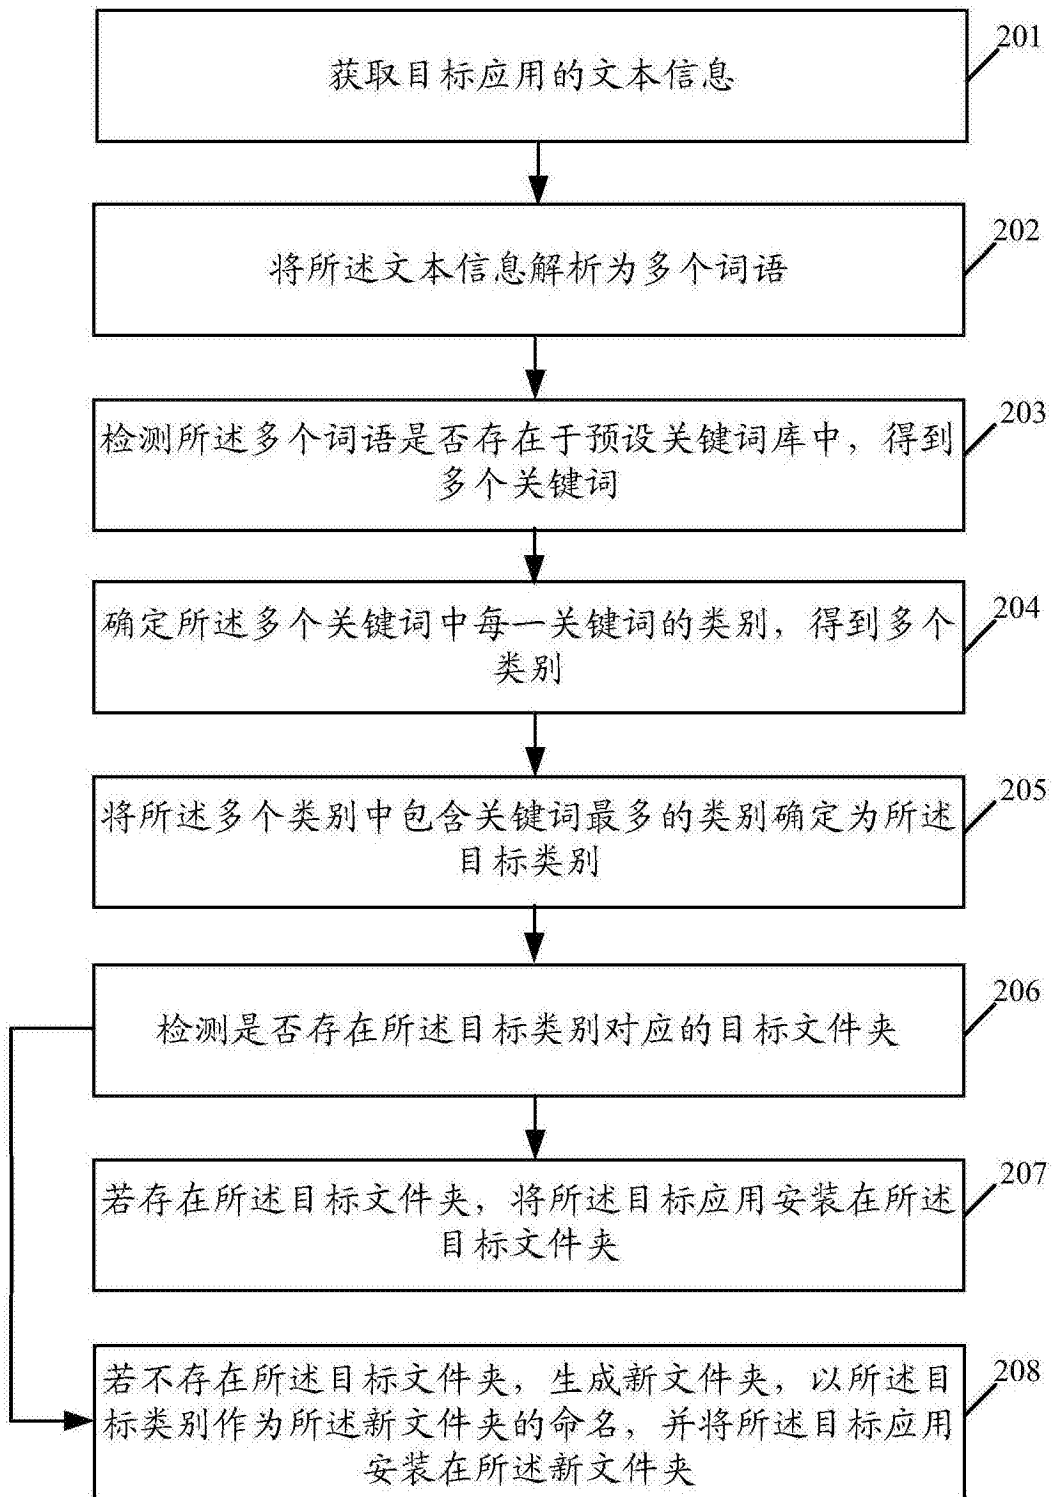 获取目标应用的文本信息
201
将所述文本信息解析为多个词语
202
检测所述多个词语是否存在于预设关键词库中，得到
多个关键词
203
确定所述多个关键词中每一关键词的类别，得到多个
类别
204
将所述多个类别中包含关键词最多的类别确定为所述
目标类别
205
检测是否存在所述目标类别对应的目标文件夹
206
若存在所述目标文件夹，将所述目标应用安装在所述
目标文件夹
207
若不存在所述目标文件夹，生成新文件夹，以所述目
标类别作为所述新文件夹的命名，并将所述目标应用
安装在所述新文件夹
208